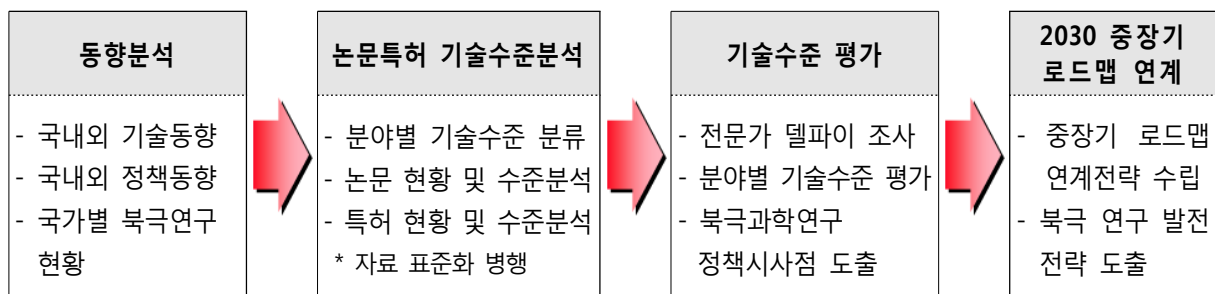 동향분석
- 국내외 기술동향
- 국내외 정책동향
- 국가별 북극연구
현황
논문특허 기술수준분석
- 분야별 기술수준 분류
- 논문 현황 및 수준분석
- 특허 현황 및 수준분석
* 자료 표준화 병행
기술수준 평가
- 전문가 델파이 조사
- 분야별 기술수준 평가
- 북극과학연구
정책시사점 도출
2030 중장기
로드맵 연계
- 중장기 로드맵
연계전략 수립
- 북극 연구 발전
전략 도출